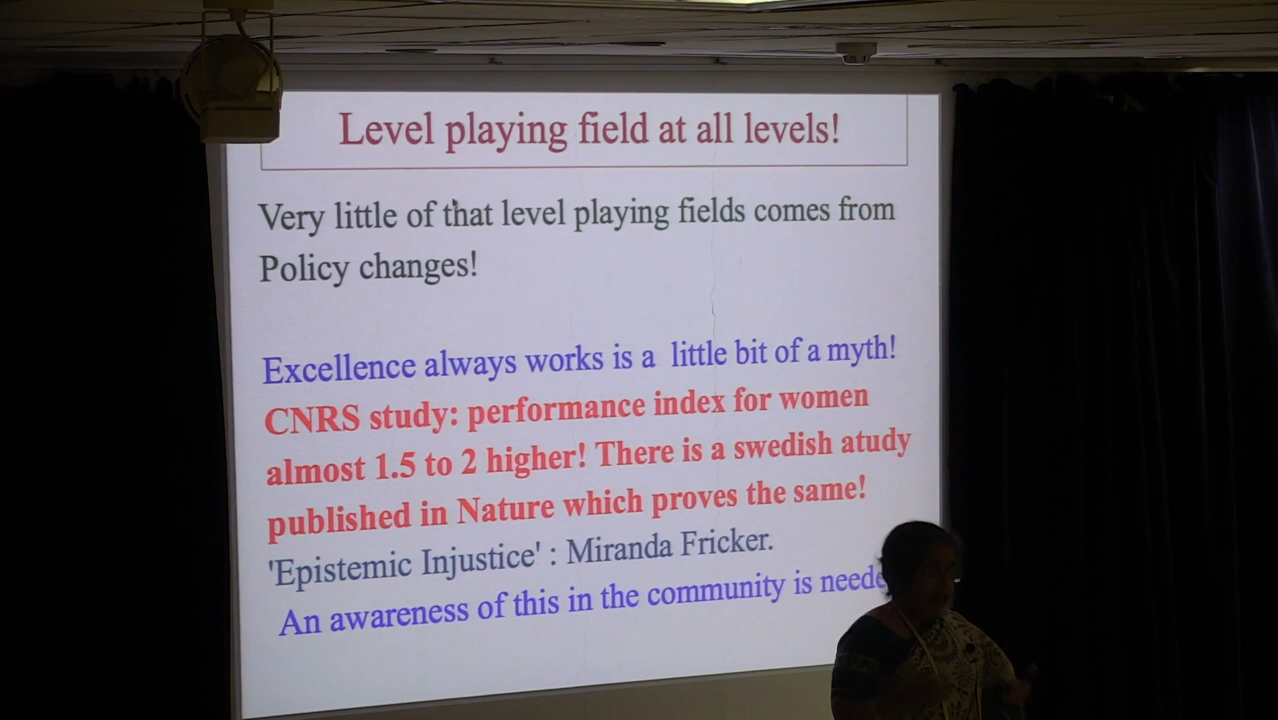 Level playing field at all levels!
Very little of that level playing fields comes from
Policy changes!
Excellence always works is a little bit of a myth!
CNRS study: performance index for women
almost 1.5 to 2 higher! There is a swedish atudy
published in Nature which proves the same!
'Epistemic Injustice' : Miranda Fricker.
An awareness of this in the community is neede